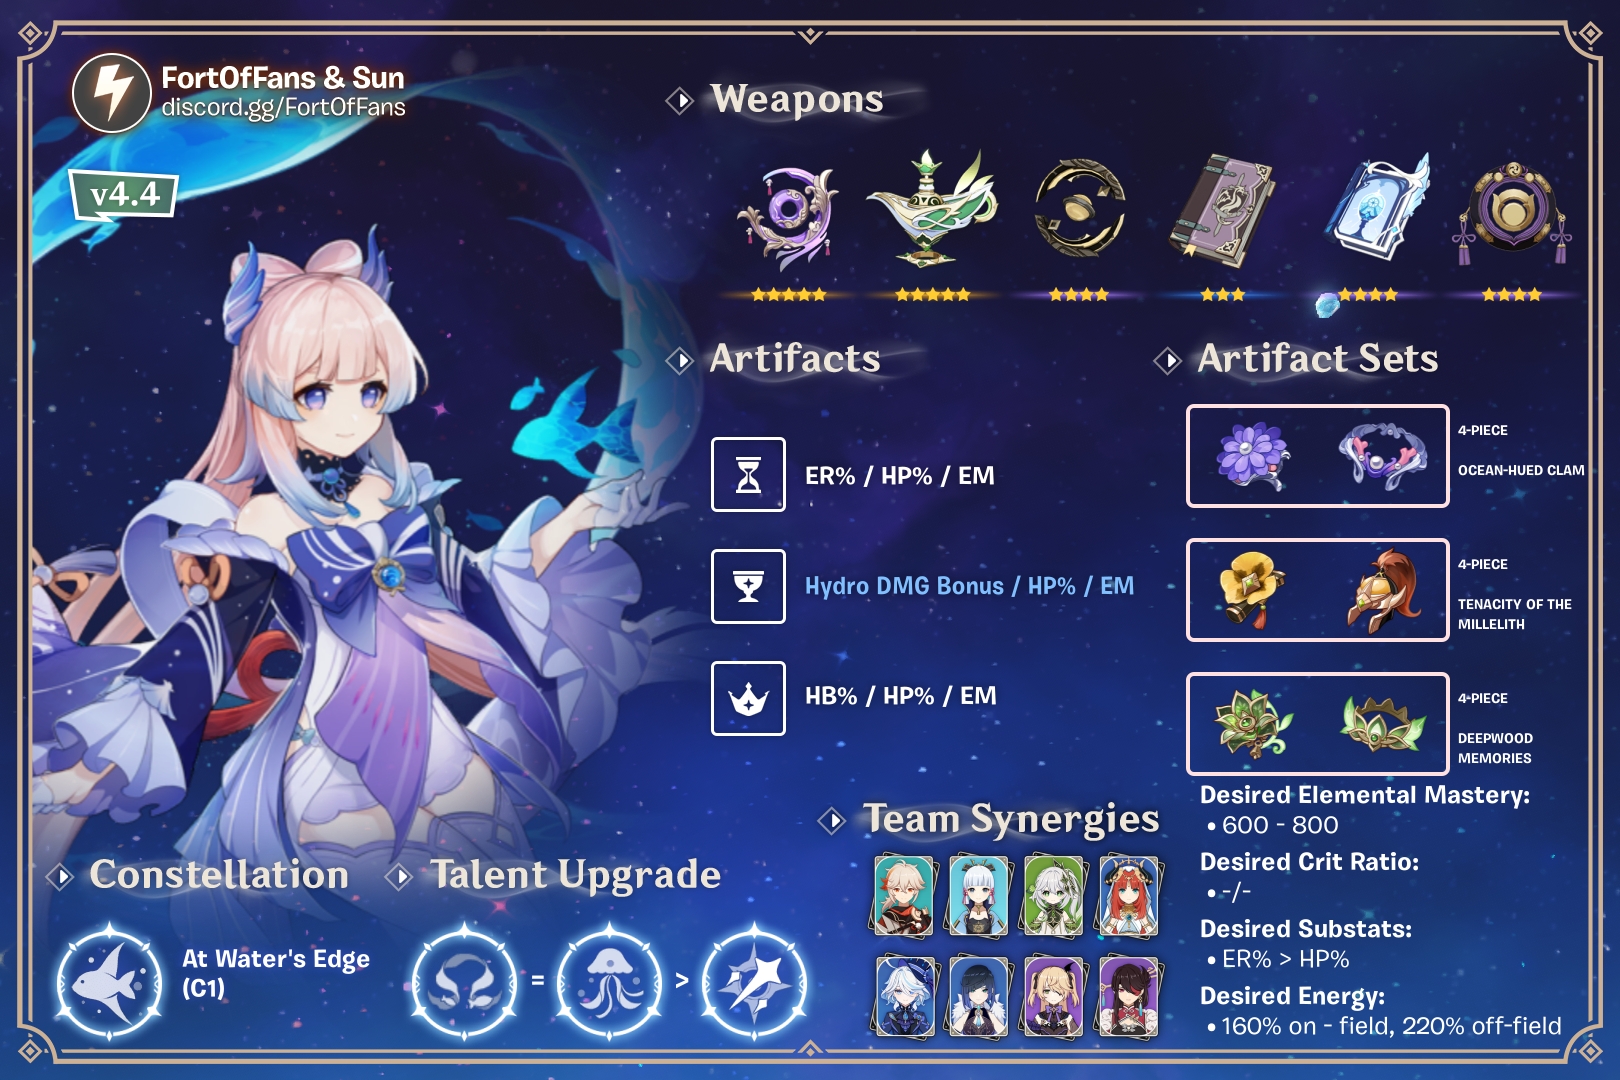 FortOfFans & Sun
discord.gg/FortOfFans
v4.4
Weapons
Artifacts
ER% / HP% / EM
Hydro DMG Bonus / HP% / EM
HB% / HP% / EM
Artifact Sets
4-PIECE
OCEAN-HUED CLAM
4-PIECE
TENACITY OF THE
MILLELITH
4-PIECE
DEEPWOOD
MEMORIES
Constellation
At Water's Edge
(C1)
Talent Upgrade
= >
Team Synergies
Desired Elemental Mastery:
• 600 - 800
Desired Crit Ratio:
• -/-
Desired Substats:
• ER% > HP%
Desired Energy:
• 160% on - field, 220% off-field